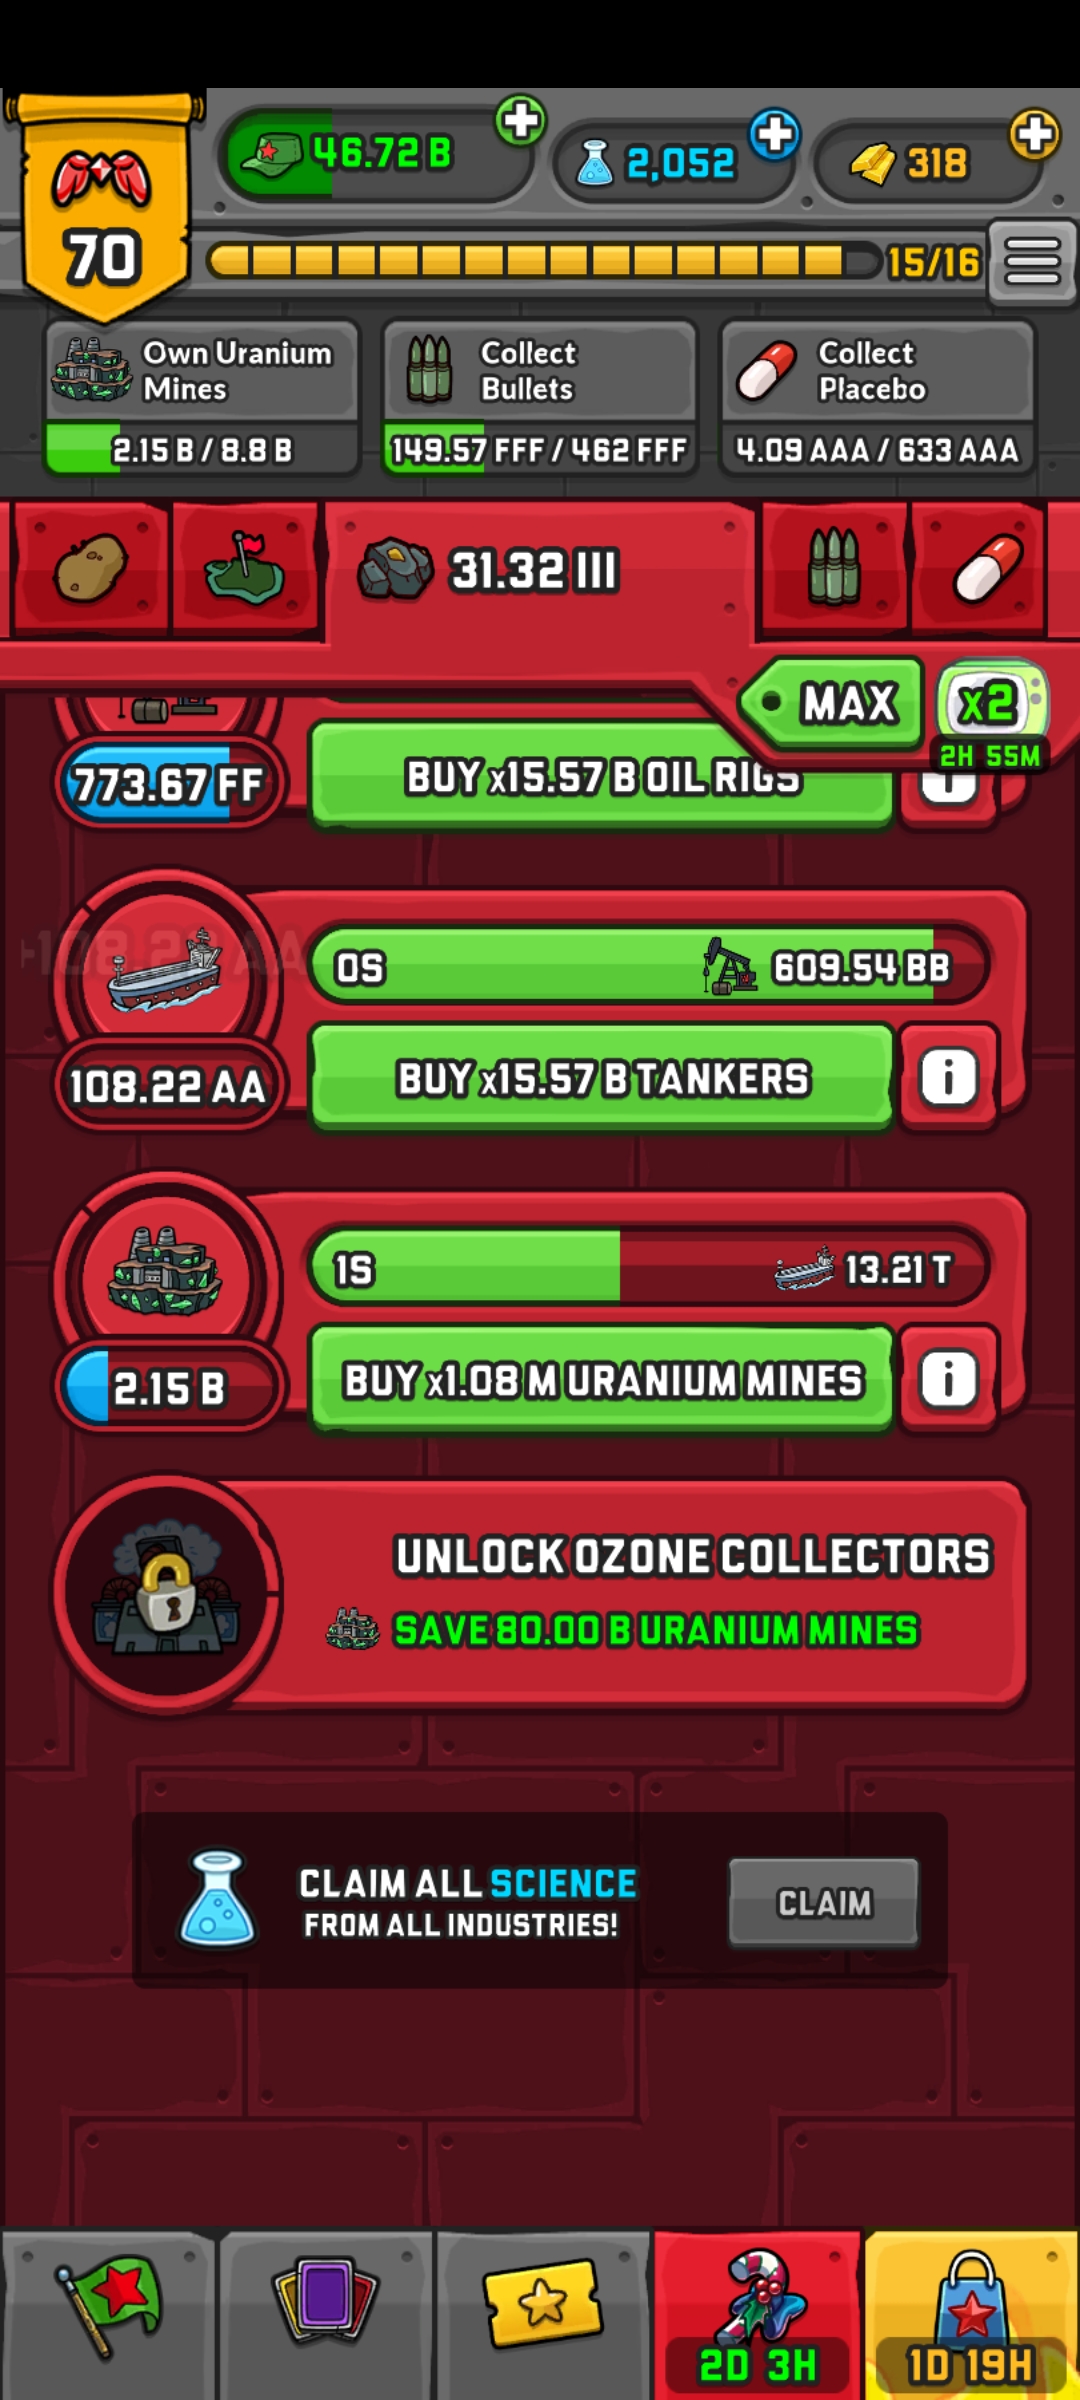 70
46.72 B
2,052
318
15/16
Own Uranium
Mines
2.15 B / 8.8 B
Collect
Bullets
149.57 FFF / 462 FFF
Collect
Placebo
4.09 AAA / 633 AAA
31.32 III
MAX
x2
2H 55M
773.67 FF
BUY x15.57 B OIL RIGS
+108.22 AA
0S
609.54 BB
108.22 AA
BUY x15.57 B TANKERS
i
1S
13.21 T
2.15 B
BUY x1.08 M URANIUM MINES
i
UNLOCK OZONE COLLECTORS
SAVE 80.00 B URANIUM MINES
CLAIM ALL SCIENCE
FROM ALL INDUSTRIES!
CLAIM
2D 3H
1D 19H